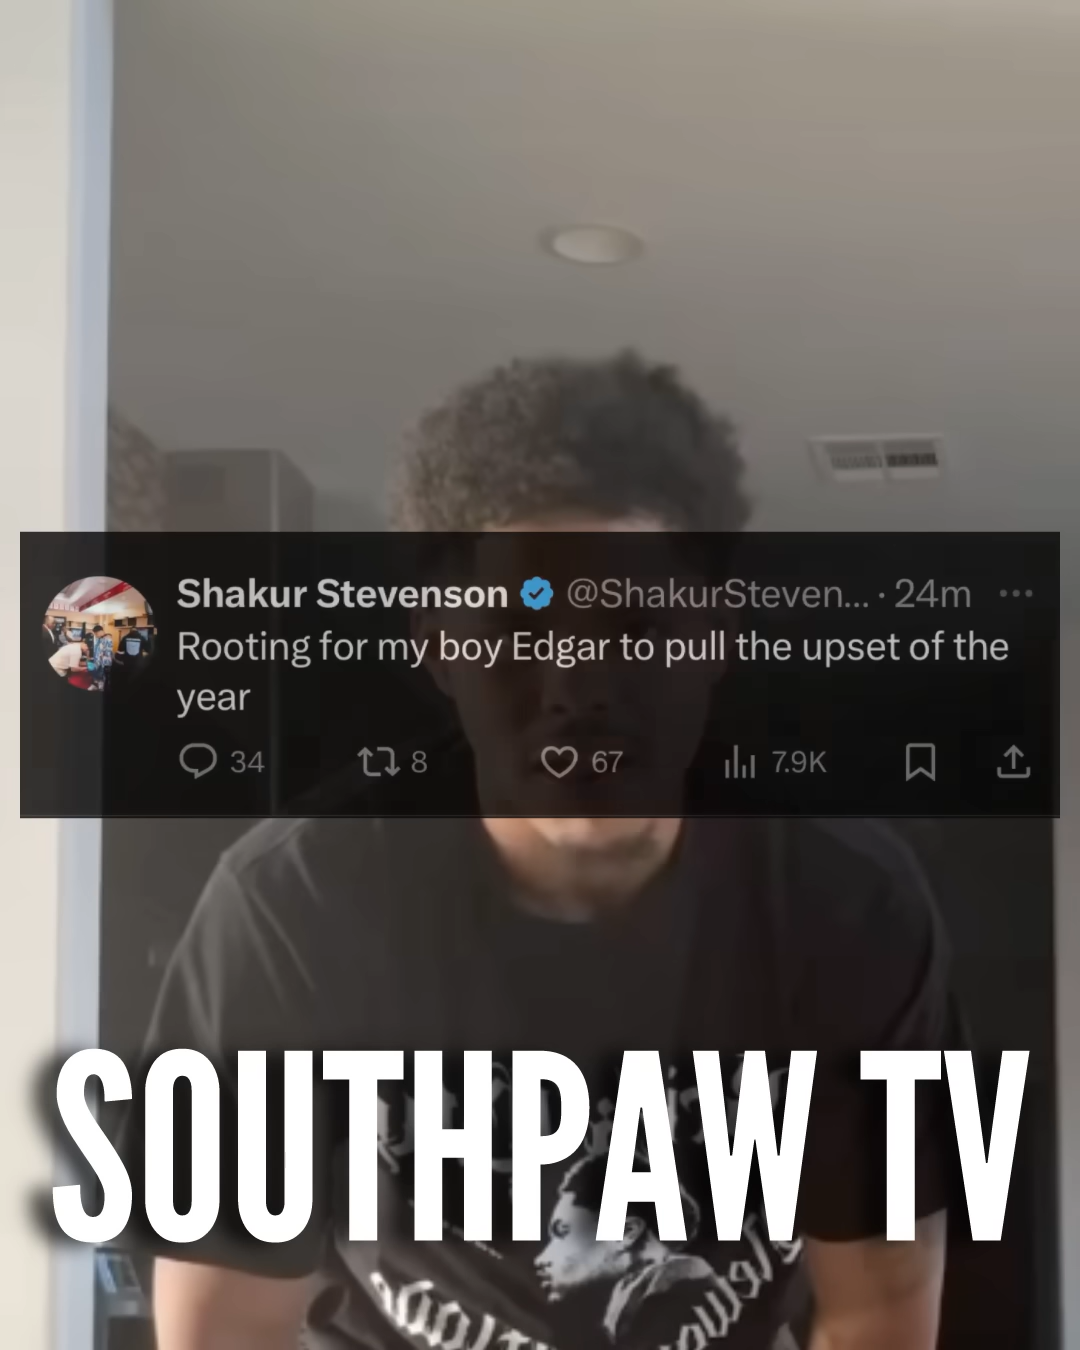 Shakur Stevenson @ShakurSteven... · 24m ...
Rooting for my boy Edgar to pull the upset of the
year
34 8 67 7.9K
SOUTHPAW TV